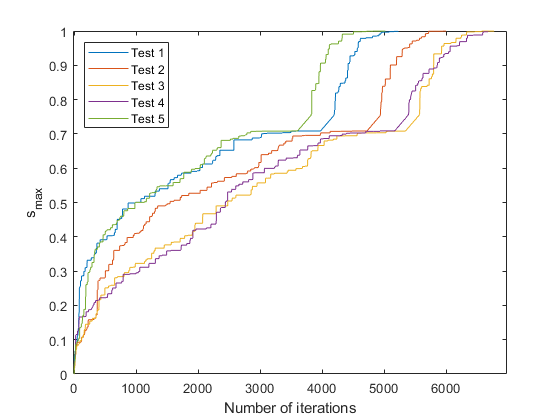 1
0.9
0.8
0.7
0.6
0.5
0.4
0.3
0.2
0.1
0
s_max
Test 1
Test 2
Test 3
Test 4
Test 5
0 1000 2000 3000 4000 5000 6000
Number of iterations